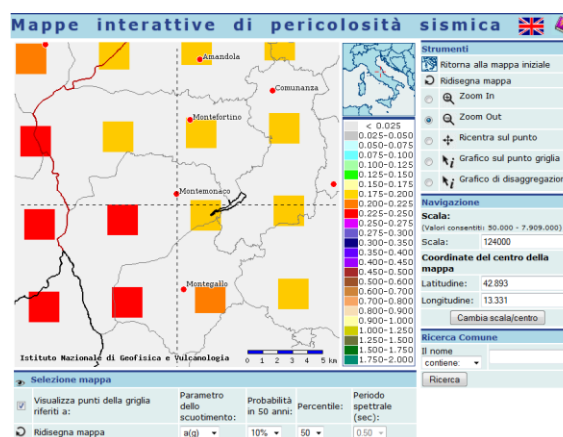 Mappe interattive di pericolosità sismica
Amandola
Comunanza
Montefortino
Montemonaco
Montegallo
Istituto Nazionale di Geofisica e Vulcanologia
0 1 2 3 4 5 km
< 0.025
0.025-0.050
0.050-0.075
0.075-0.100
0.100-0.125
0.125-0.150
0.150-0.175
0.175-0.200
0.200-0.225
0.225-0.250
0.250-0.275
0.275-0.300
0.300-0.350
0.350-0.400
0.400-0.450
0.450-0.500
0.500-0.600
0.600-0.700
0.700-0.800
0.800-0.900
0.900-1.000
1.000-1.250
1.250-1.500
1.500-1.750
1.750-2.000
Strumenti
Ritorna alla mappa iniziale
Ridisegna mappa
Zoom In
Zoom Out
Ricentra sul punto
Grafico sul punto griglia
Grafico di disaggregazion
Navigazione
Scala:
(Valori consentiti: 50.000 - 7.909.000)
Scala: 124000
Coordinate del centro della
mappa
Latitudine: 42.893
Longitudine: 13.331
Cambia scala/centro
Ricerca Comune
Il nome
contiene:
Ricerca
Selezione mappa
Visualizza punti della griglia
riferiti a:
Parametro
dello
scuotimento:
Probabilità
in 50 anni:
Percentile:
Periodo
spettrale
(sec):
Ridisegna mappa a(g) 10% 50 0.50